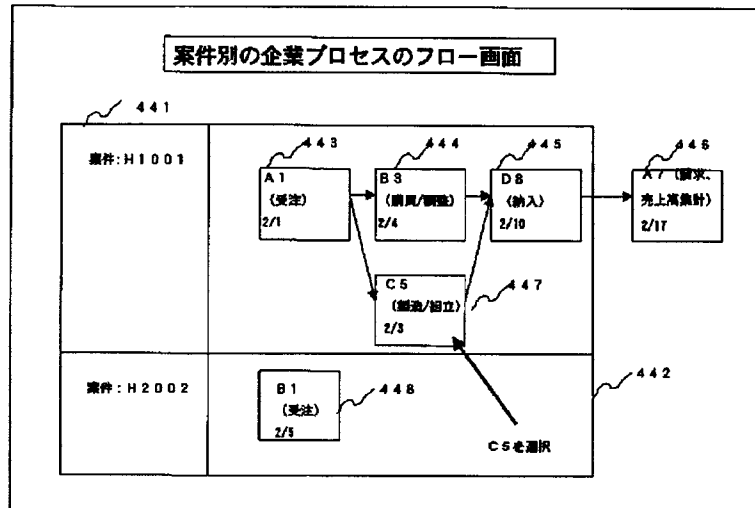 案件別の企業プロセスのフロー画面
441
443
444
445
446
案件:H1001
A1
(受注)
2/1
B3
(購買/調整)
2/4
D8
(納入)
2/10
A7(請求、
売上高集計)
2/17
C5
(製造/組立)
2/3
447
案件:H2002
B1
(受注)
2/5
448
442
C5を選択